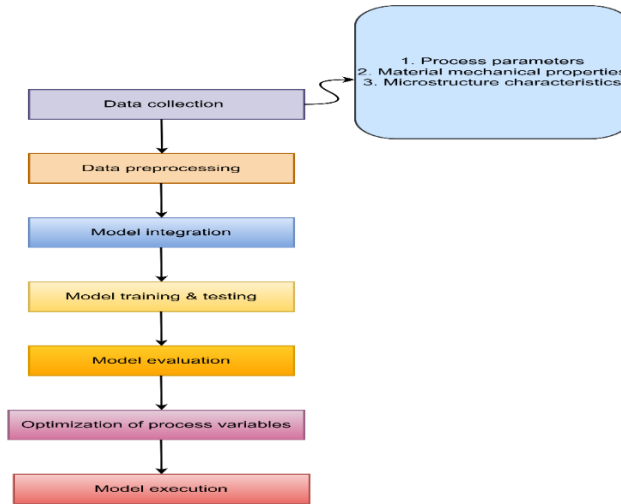 1. Process parameters
2. Material mechanical properties
3. Microstructure characteristics
Data collection
Data preprocessing
Model integration
Model training & testing
Model evaluation
Optimization of process variables
Model execution